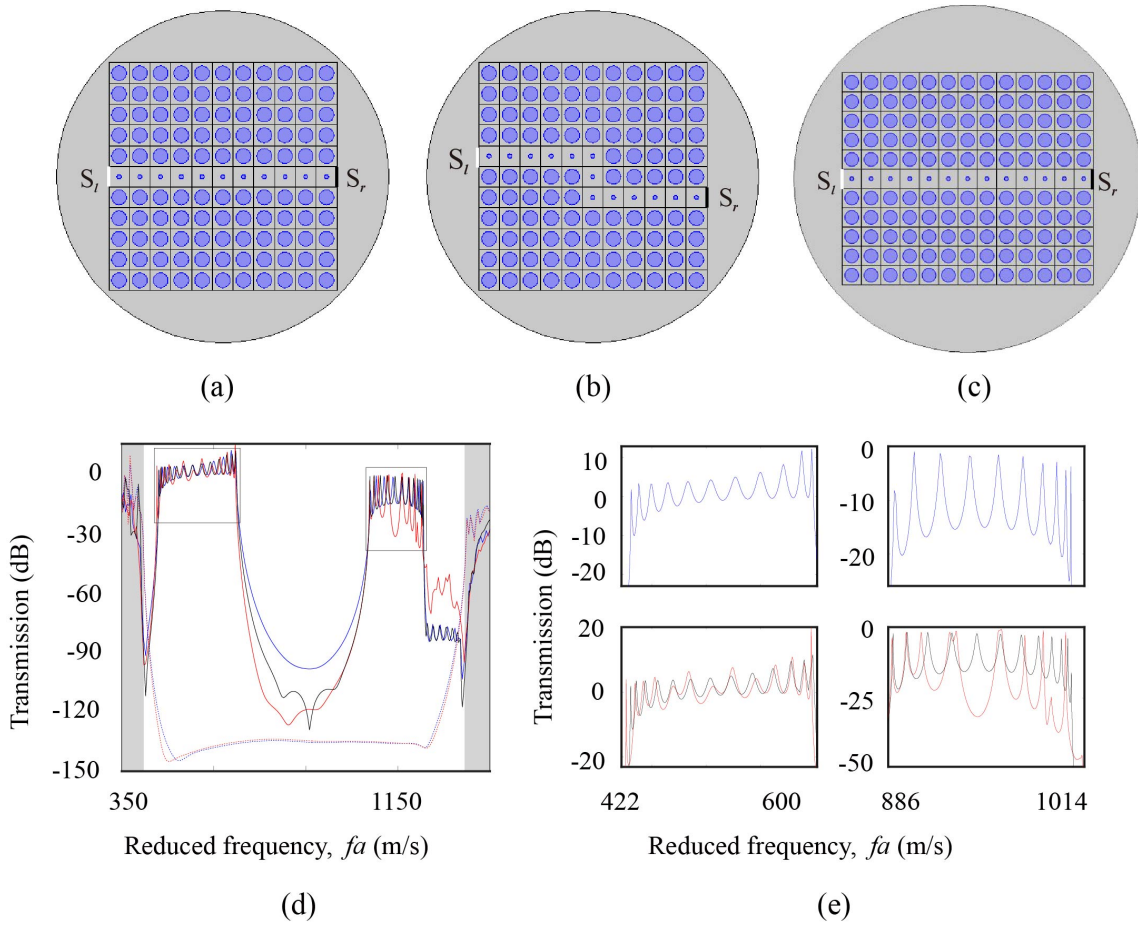 S_l S_r S_l S_r S_l S_r
(a) (b) (c)
Transmission (dB)
0
-30
-60
-90
-120
-150
350 1150
Reduced frequency, fa (m/s)
(d)
Transmission (dB)
10
0
-10
-20
0
-10
-20
20
0
-20
0
-25
-50
422 600 886 1014
Reduced frequency, fa (m/s)
(e)